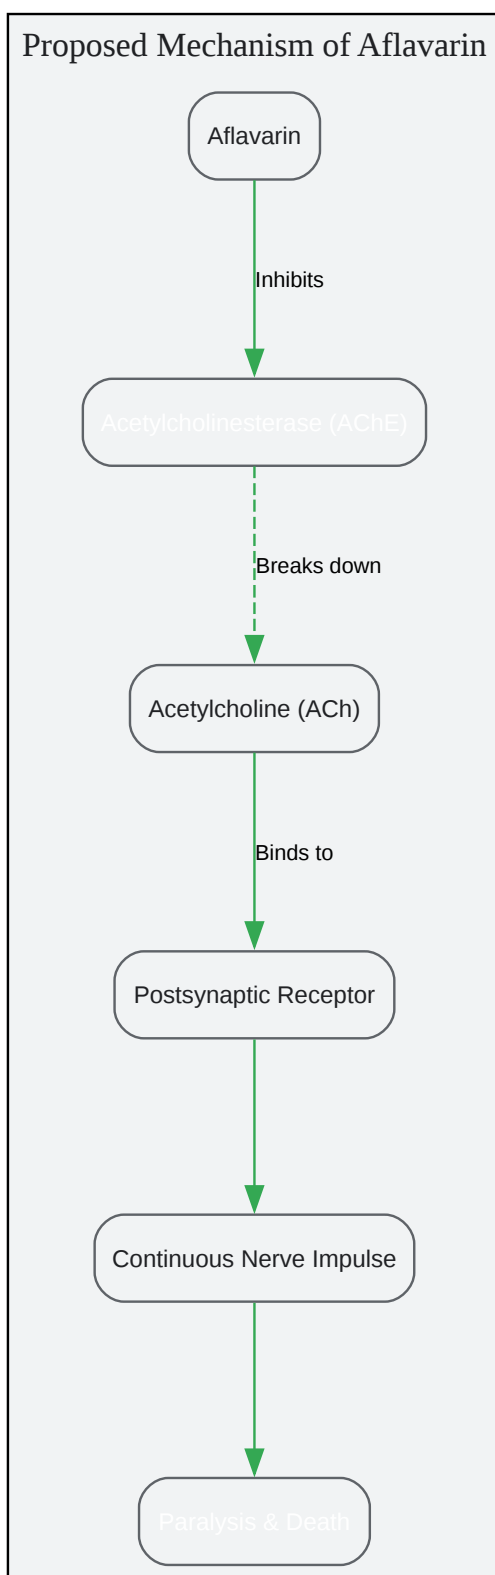 Proposed Mechanism of Aflavarin
Aflavarin
Inhibits
Acetylcholinesterase (AChE)
Breaks down
Acetylcholine (ACh)
Binds to
Postsynaptic Receptor
Continuous Nerve Impulse
Paralysis & Death